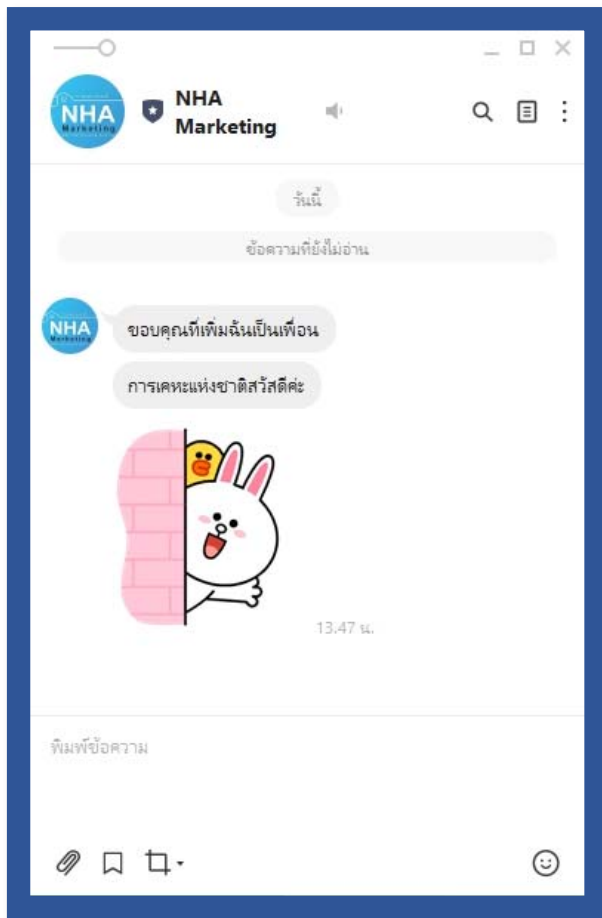 NHA
Marketing
NHA
Marketing
วันนี้
ข้อความที่ยังไม่อ่าน
NHA
Marketing
ขอบคุณที่เพิ่มฉันเป็นเพื่อน
การเคหะแห่งชาติสวัสดีค่ะ
13.47 น.
พิมพ์ข้อความ